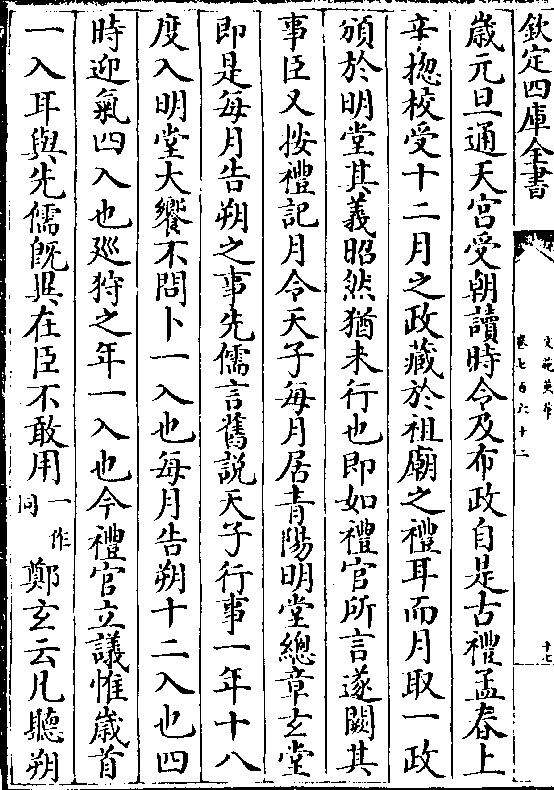 欽定四庫全書
文苑英華
卷七百六十二
十七
歳元旦通天宫受朝讀時令及布政自是古禮孟春上
辛揔校受十二月之政藏於祖廟之禮耳而月取一政
頒於明堂其義昭然猶未行也即如禮官所言遂闕其
事臣又按禮記月令天子每月居青陽明堂總章玄堂
即是每月告朔之事先儒言舊説天子行事一年十八
度入明堂大饗不問卜一入也每月告朔十二入也四
時迎氣四入也廵狩之年一入也今禮官立議惟歳首
一入耳與先儒既異在臣不敢用一作同鄭玄云凡聽朔